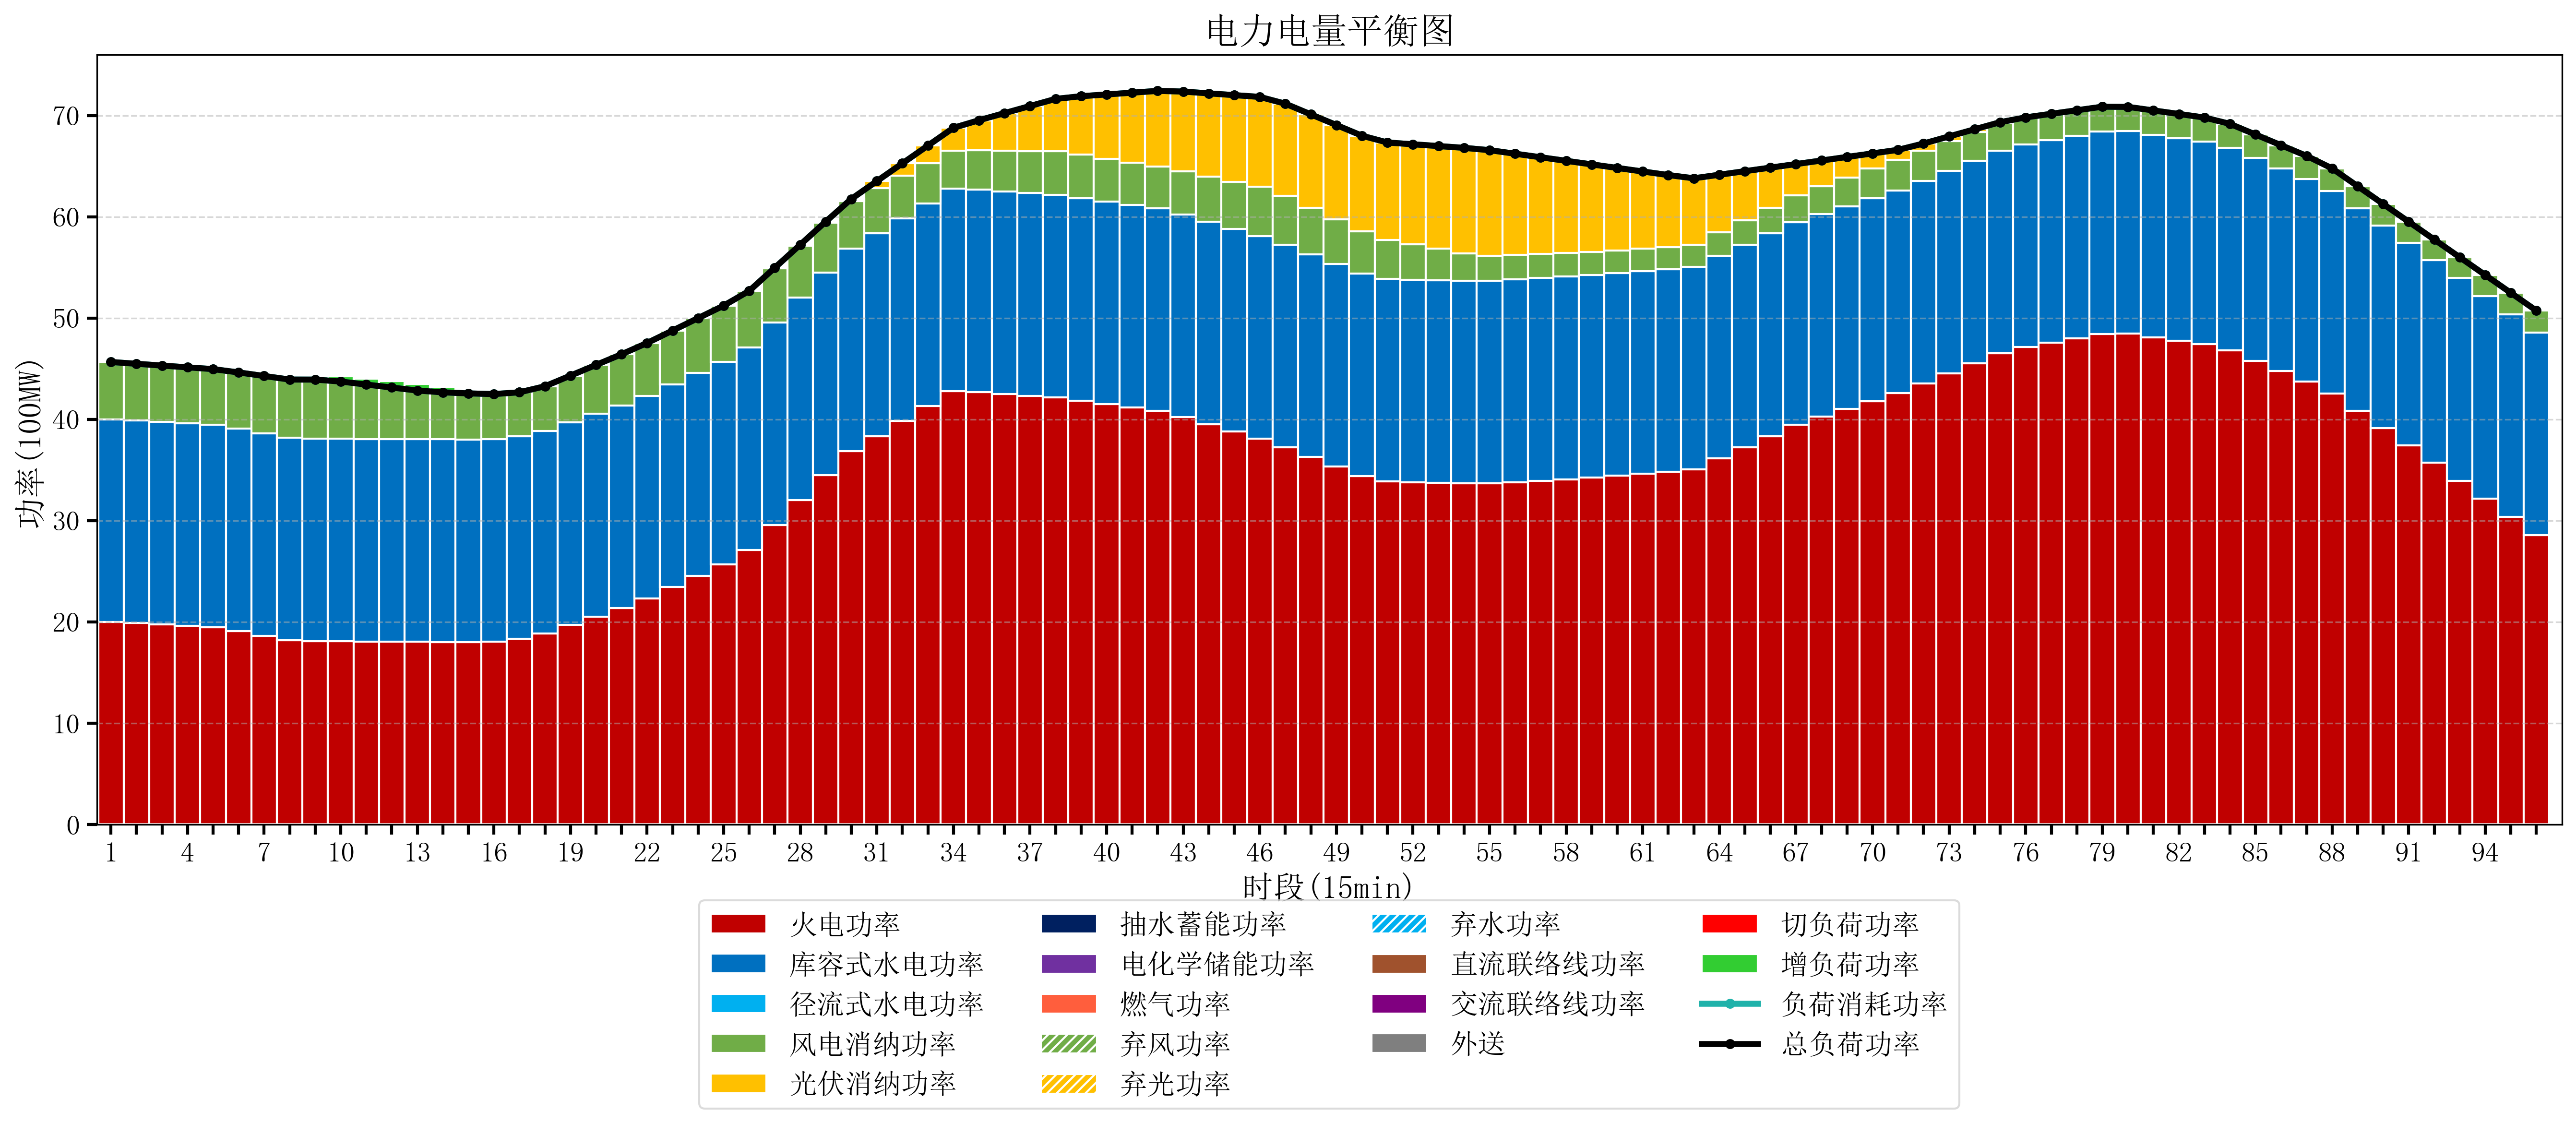 电力电量平衡图
功率(100MW)
70
60
50
40
30
20
10
0
1 4 7 10 13 16 19 22 25 28 31 34 37 40 43 46 49 52 55 58 61 64 67 70 73 76 79 82 85 88 91 94
时段(15min)
火电功率 抽水蓄能功率 弃水功率 切负荷功率
库容式水电功率 电化学储能功率 直流联络线功率 增负荷功率
径流式水电功率 燃气功率 交流联络线功率 负荷消耗功率
风电消纳功率 弃风功率 外送 总负荷功率
光伏消纳功率 弃光功率